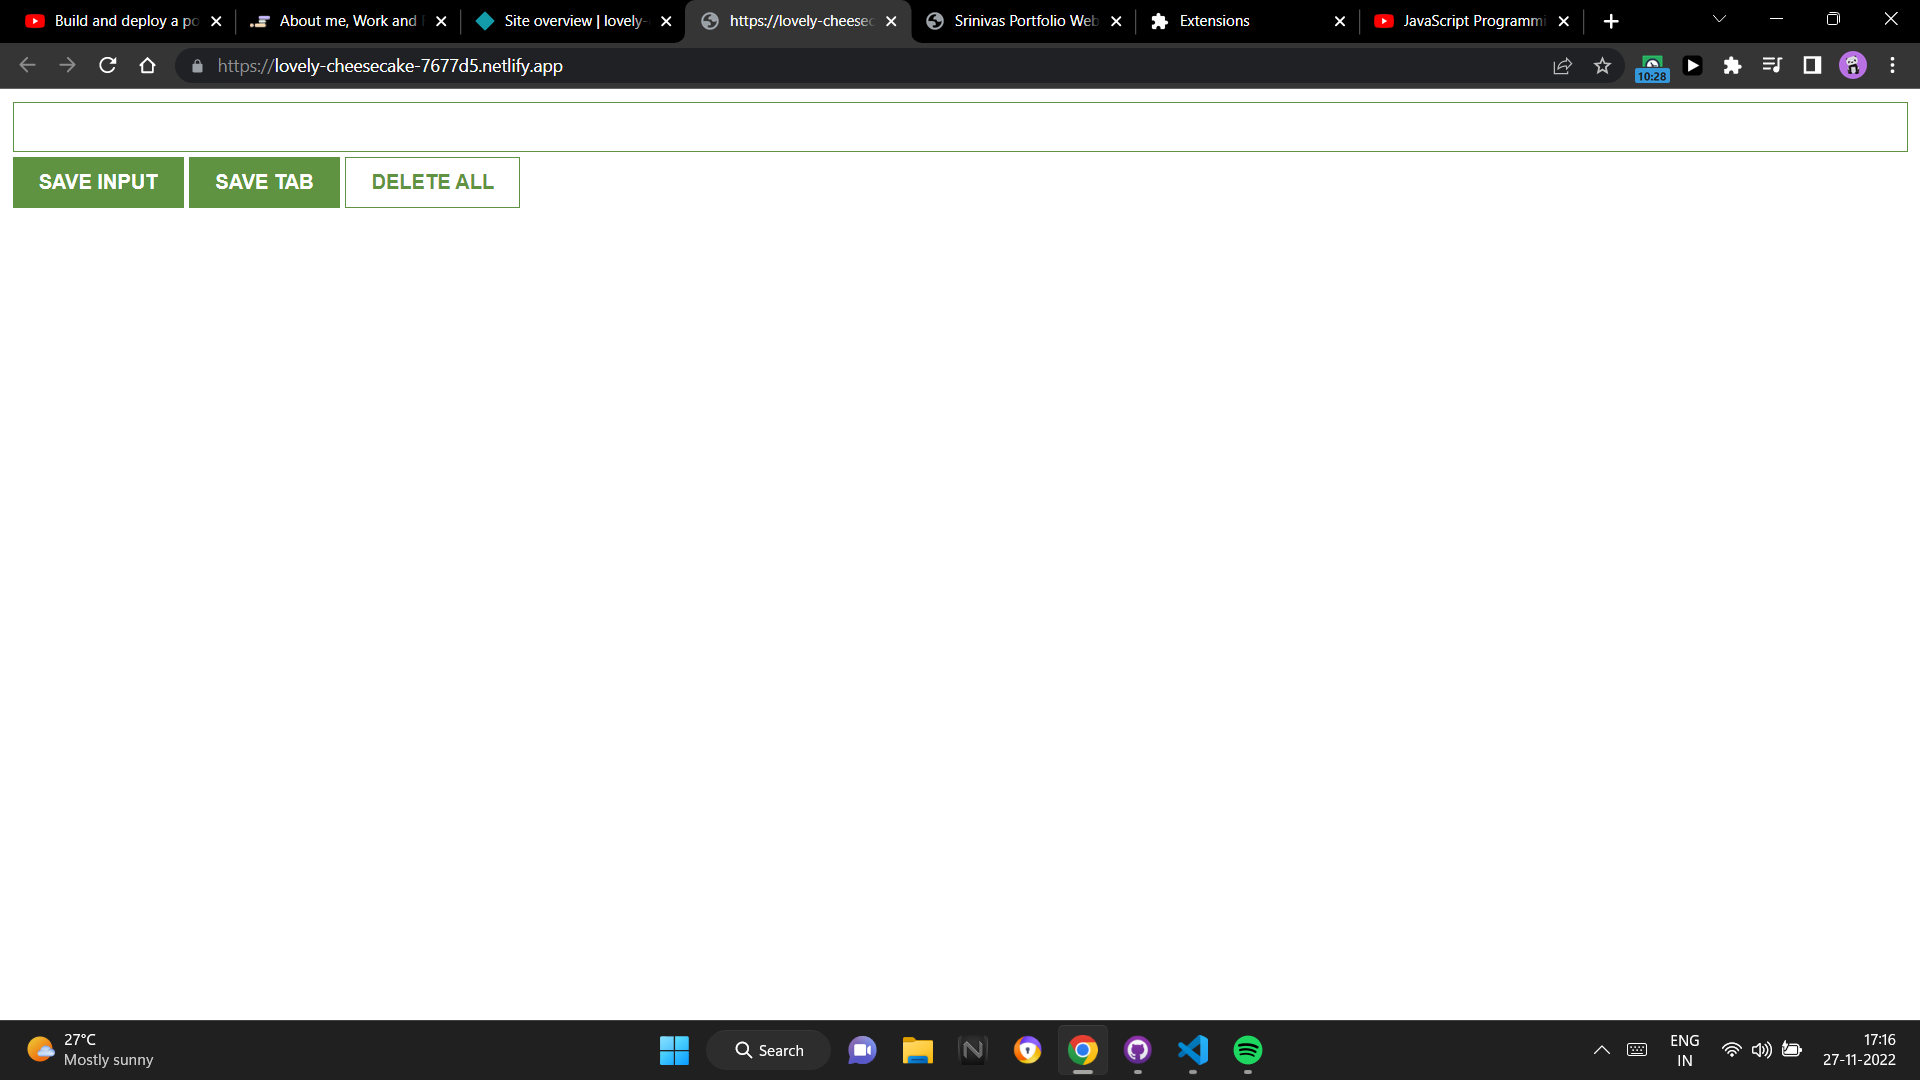 Build and deploy a po
About me, Work and
Site overview | lovely-
https://lovely-cheesec
Srinivas Portfolio Web
Extensions
JavaScript Programmi
https://lovely-cheesecake-7677d5.netlify.app
10:28
SAVE INPUT SAVE TAB DELETE ALL
27°C
Mostly sunny
Search
ENG
IN
17:16
27-11-2022